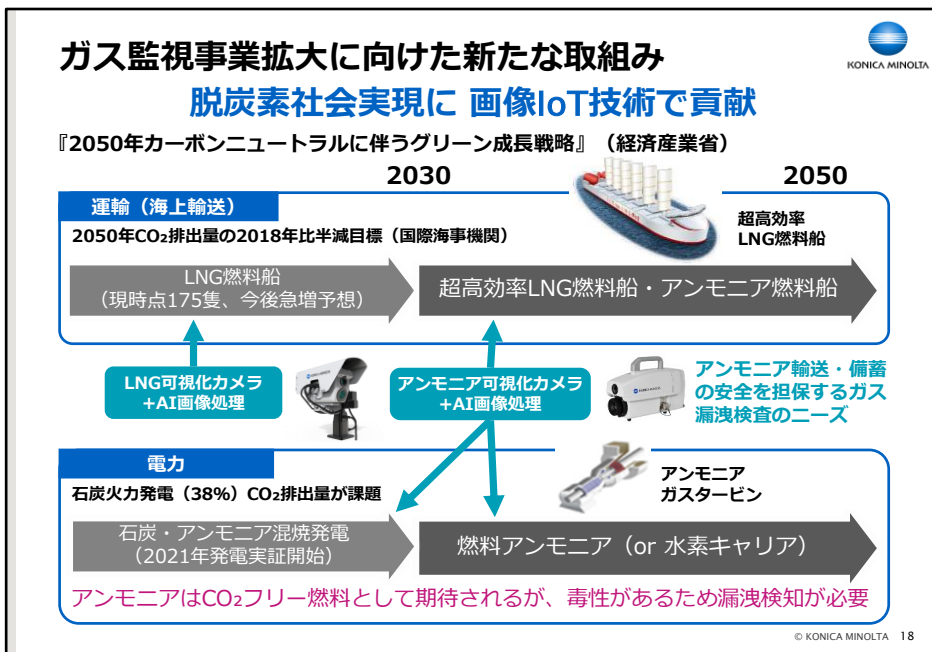 ガス監視事業拡大に向けた新たな取組み
KONICA MINOLTA
脱炭素社会実現に 画像IoT技術で貢献
『2050年カーボンニュートラルに伴うグリーン成長戦略』（経済産業省）
2030
2050
運輸（海上輸送）
2050年CO₂排出量の2018年比半減目標（国際海事機関）
超高効率
LNG燃料船
LNG燃料船
（現時点175隻、今後急増予想）
超高効率LNG燃料船・アンモニア燃料船
LNG可視化カメラ
+AI画像処理
アンモニア可視化カメラ
+AI画像処理
アンモニア輸送・備蓄
の安全を担保するガス
漏洩検査のニーズ
電力
石炭火力発電（38%）CO₂排出量が課題
アンモニア
ガスタービン
石炭・アンモニア混焼発電
（2021年発電実証開始）
燃料アンモニア（or 水素キャリア）
アンモニアはCO₂フリー燃料として期待されるが、毒性があるため漏洩検知が必要
© KONICA MINOLTA 18